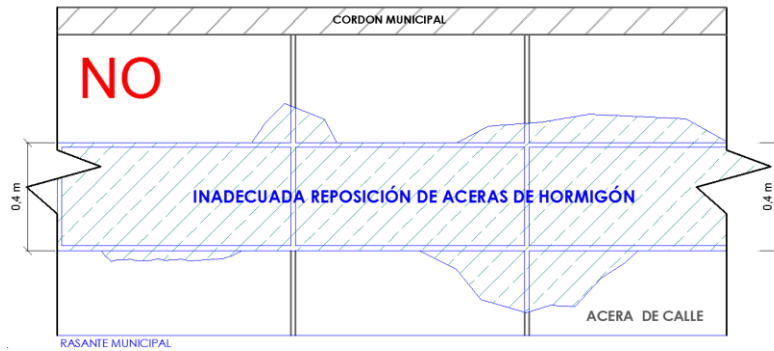 CORDON MUNICIPAL
NO
0,4 m
INADECUADA REPOSICIÓN DE ACERAS DE HORMIGÓN
0,4 m
ACERA DE CALLE
RASANTE MUNICIPAL